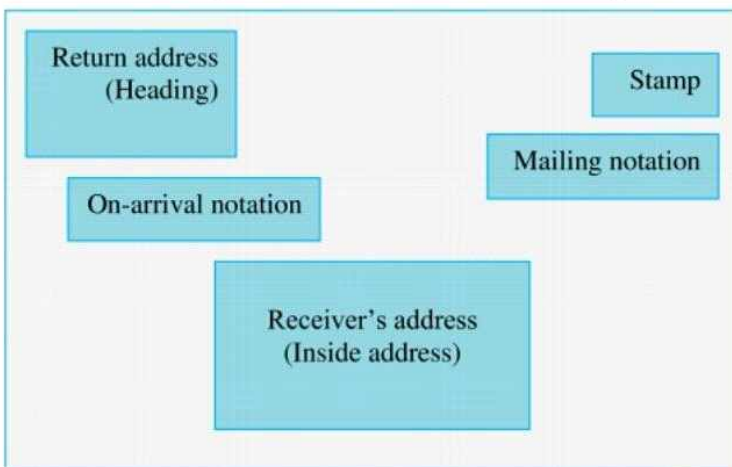 Return address
(Heading)
Stamp
Mailing notation
On-arrival notation
Receiver's address
(Inside address)